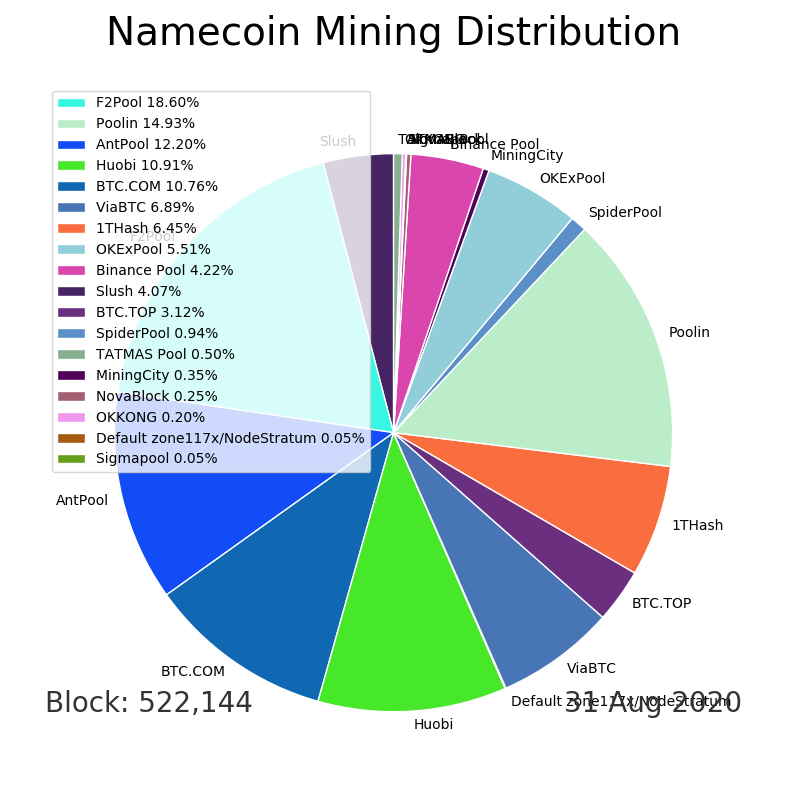 Namecoin Mining Distribution
F2Pool 18.60%
Poolin 14.93%
AntPool 12.20%
Huobi 10.91%
BTC.COM 10.76%
ViaBTC 6.89%
1THash 6.45%
OKExPool 5.51%
Binance Pool 4.22%
Slush 4.07%
BTC.TOP 3.12%
SpiderPool 0.94%
TATMAS Pool 0.50%
MiningCity 0.35%
NovaBlock 0.25%
OKKONG 0.20%
Default zone117x/NodeStratum 0.05%
Sigmapool 0.05%
Slush
F2Pool
Binance Pool
MiningCity
OKExPool
SpiderPool
Poolin
1THash
BTC.TOP
ViaBTC
Default zone117x/NodeStratum
Huobi
BTC.COM
AntPool
Block: 522,144
31 Aug 2020